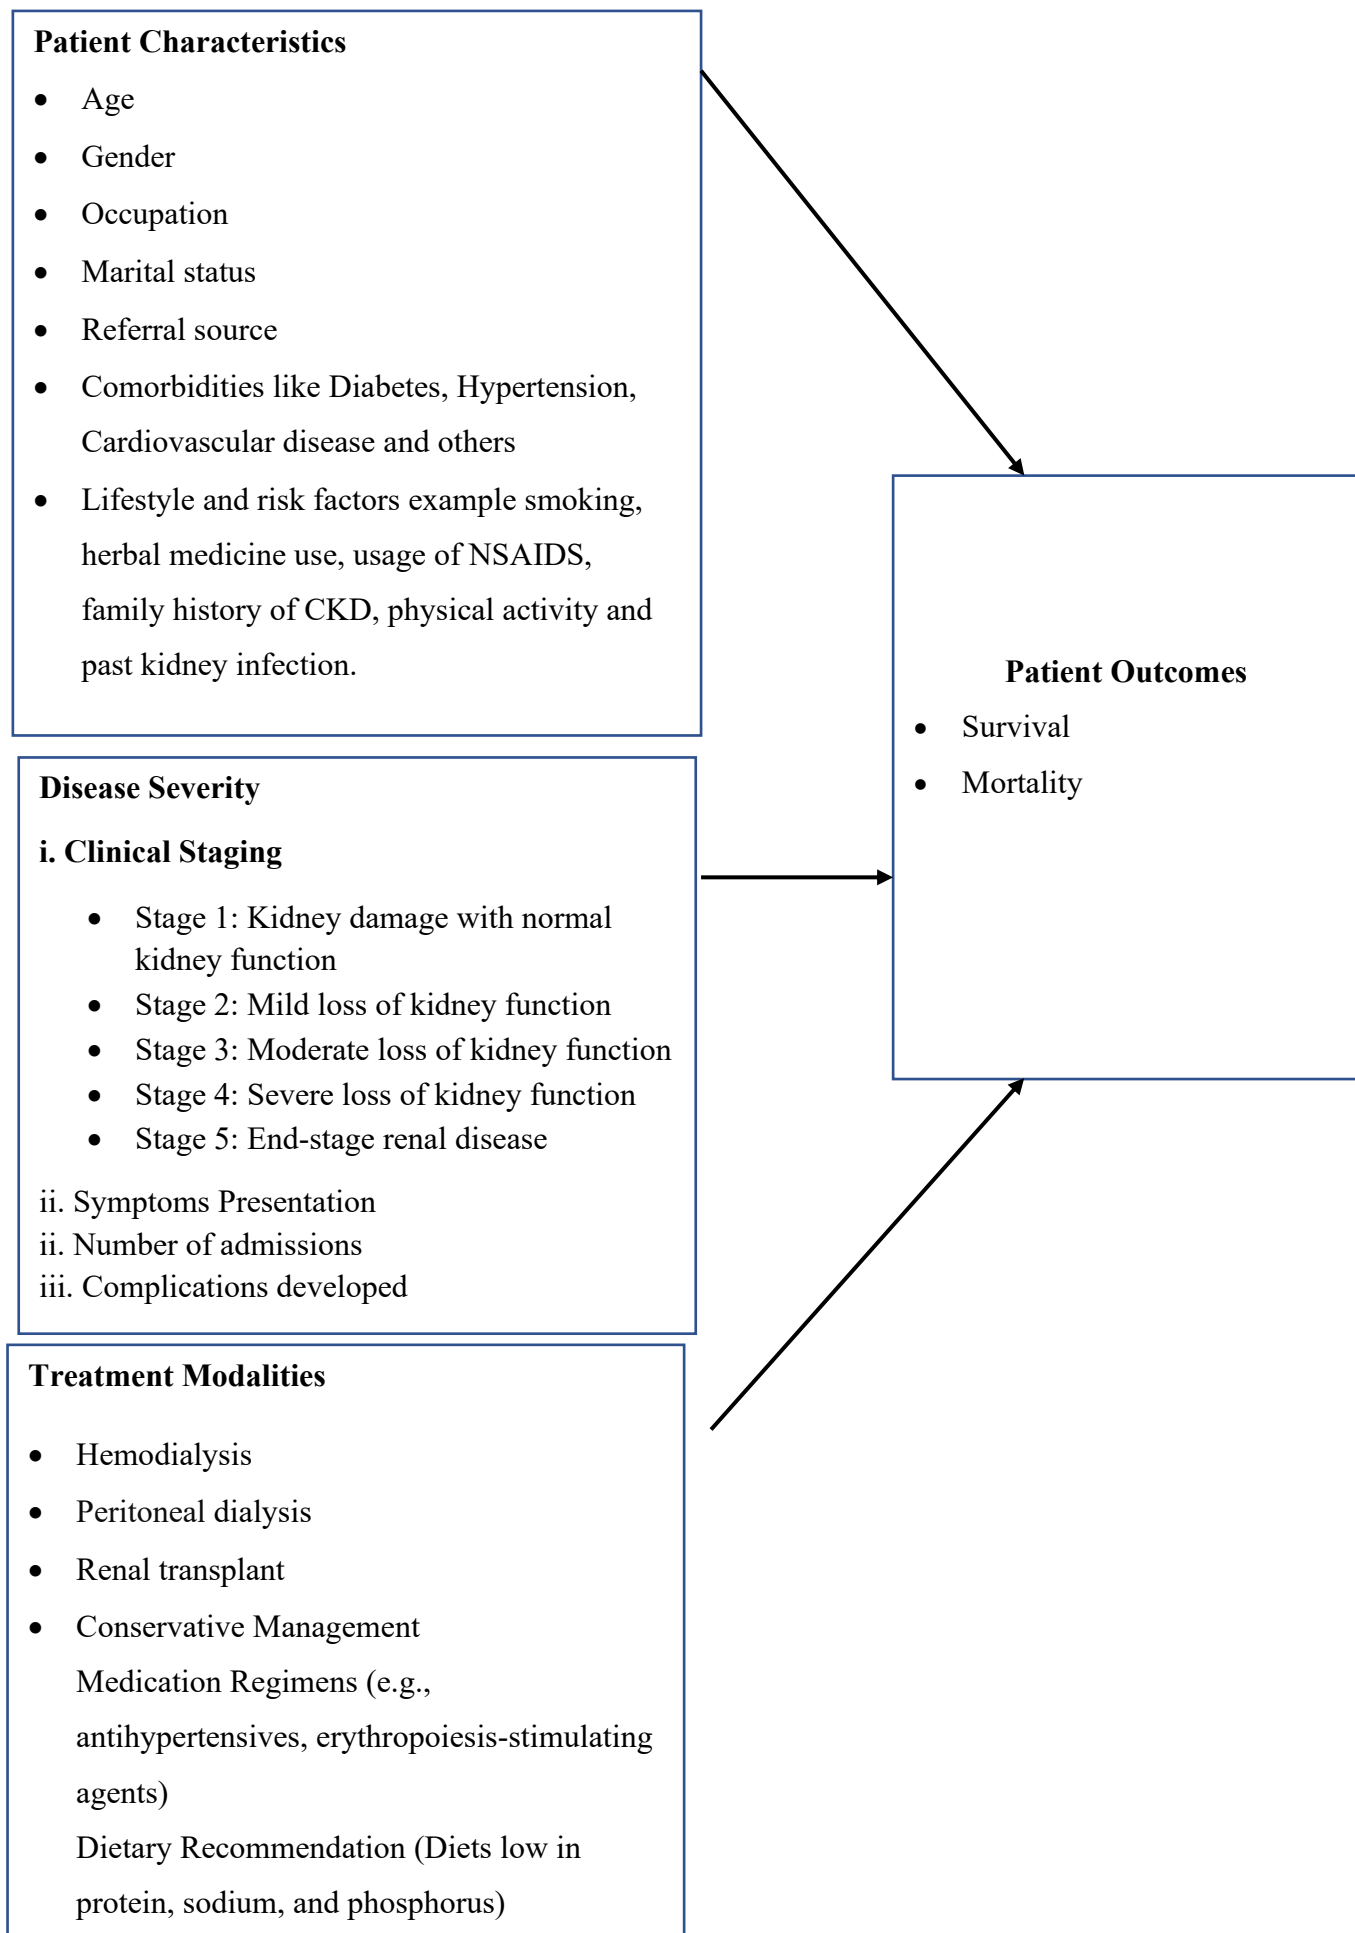 Patient Characteristics
• Age
• Gender
• Occupation
• Marital status
• Referral source
• Comorbidities like Diabetes, Hypertension,
Cardiovascular disease and others
• Lifestyle and risk factors example smoking,
herbal medicine use, usage of NSAIDS,
family history of CKD, physical activity and
past kidney infection.
Disease Severity
i. Clinical Staging
• Stage 1: Kidney damage with normal
kidney function
• Stage 2: Mild loss of kidney function
• Stage 3: Moderate loss of kidney function
• Stage 4: Severe loss of kidney function
• Stage 5: End-stage renal disease
ii. Symptoms Presentation
ii. Number of admissions
iii. Complications developed
Treatment Modalities
• Hemodialysis
• Peritoneal dialysis
• Renal transplant
• Conservative Management
Medication Regimens (e.g.,
antihypertensives, erythropoiesis-stimulating
agents)
Dietary Recommendation (Diets low in
protein, sodium, and phosphorus)
Patient Outcomes
• Survival
• Mortality